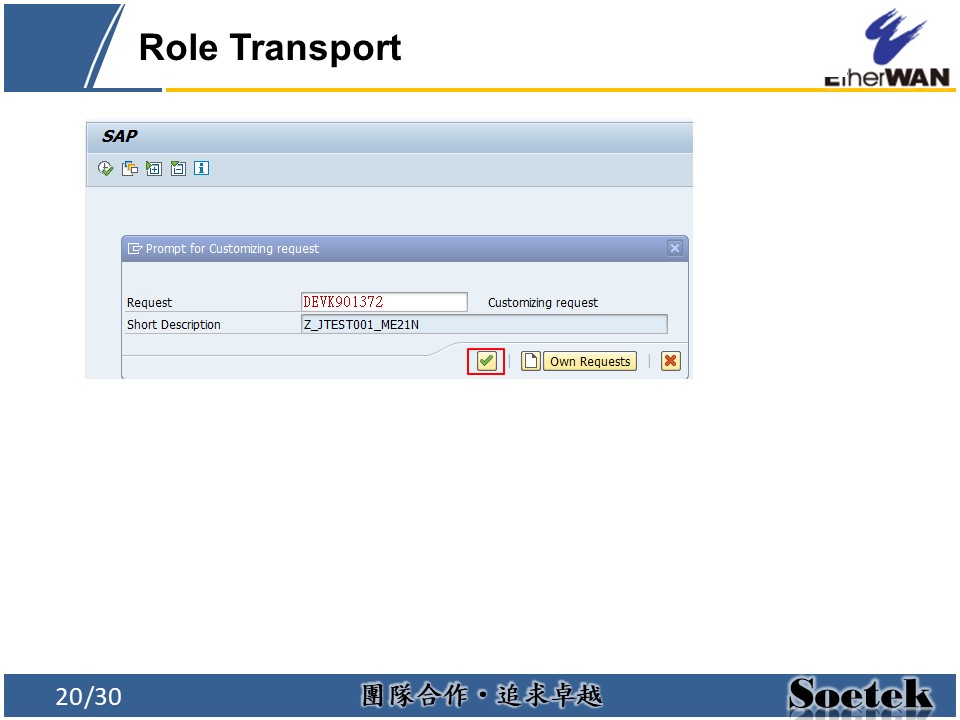 Role Transport
EtherWAN
SAP
Prompt for Customizing request
Request DEVK901372 Customizing request
Short Description Z_JTEST001_ME21N
Own Requests
20/30
團隊合作·追求卓越
Soetek